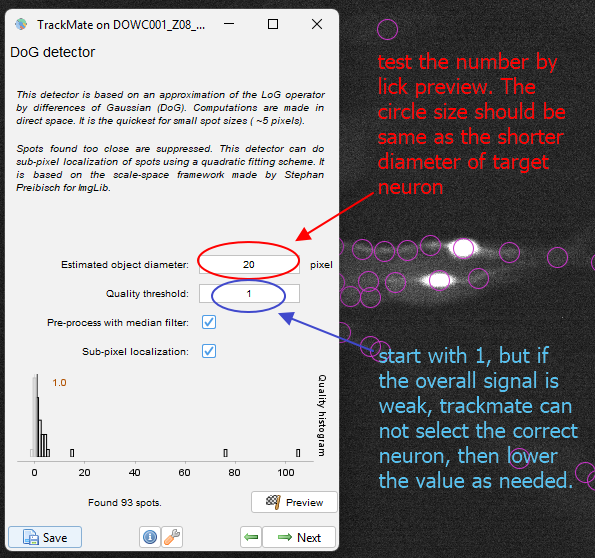 TrackMate on DOWC001_Z08_...
DoG detector
This detector is based on an approximation of the LoG operator
by differences of Gaussian (DoG). Computations are made in
direct space. It is the quickest for small spot sizes ( ~5 pixels).
Spots found too close are suppressed. This detector can do
sub-pixel localization of spots using a quadratic fitting scheme. It
is based on the scale-space framework made by Stephan
Preibisch for ImgLib.
Estimated object diameter: 20 pixel
Quality threshold: 1
Pre-process with median filter:
Sub-pixel localization:
1.0
Quality histogram
0 20 40 60 80 100
Found 93 spots.
Preview
Save
Next
test the number by
lick preview. The
circle size should be
same as the shorter
diameter of target
neuron
start with 1, but if
the overall signal is
weak, trackmate can
not select the correct
neuron, then lower
the value as needed.